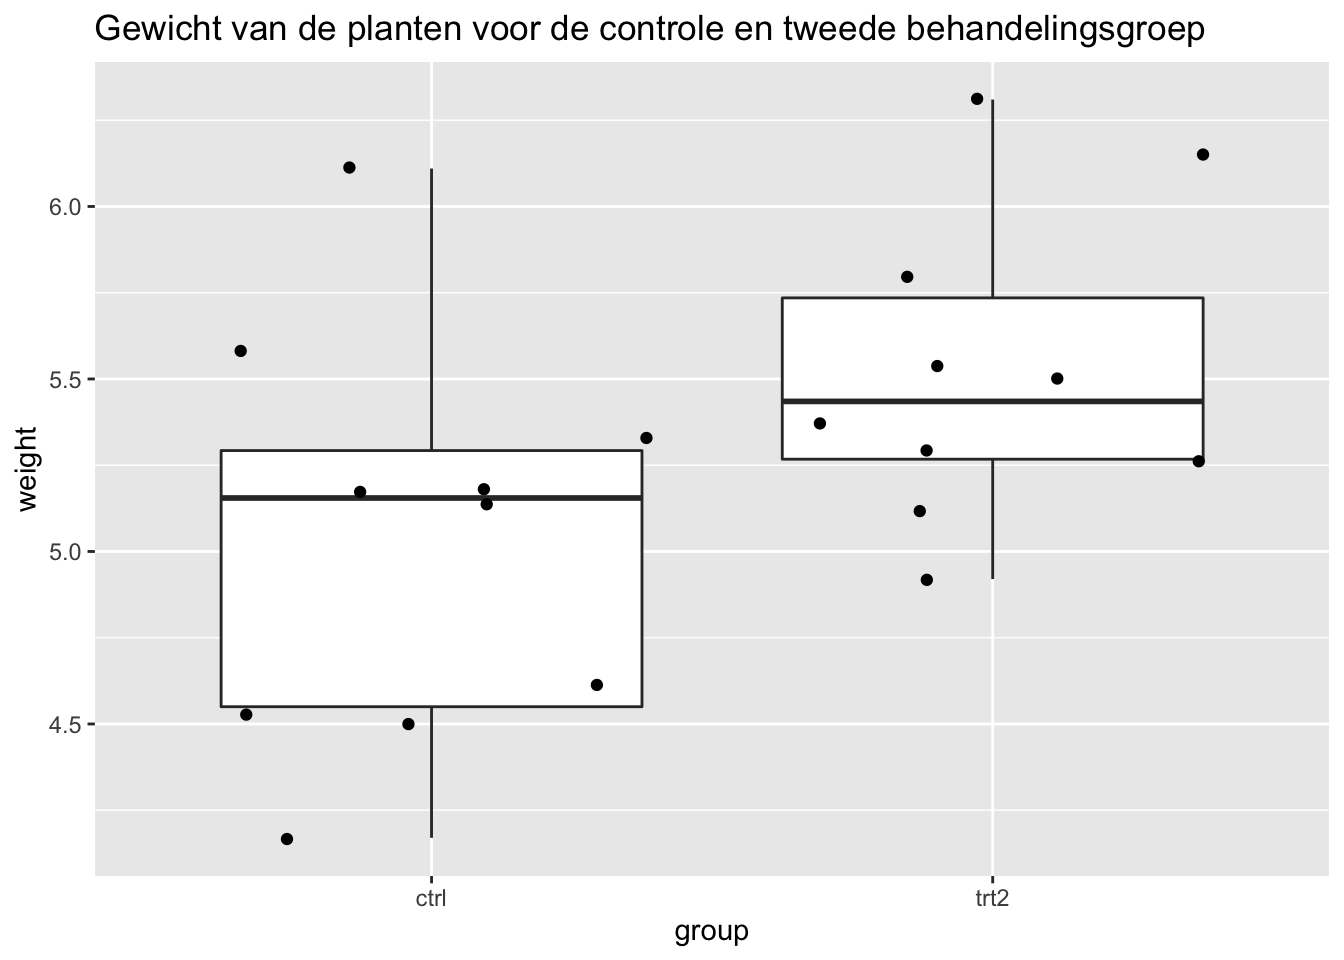 Gewicht van de planten voor de controle en tweede behandelingsgroep
6.0
5.5
5.0
4.5
weight
ctrl trt2
group